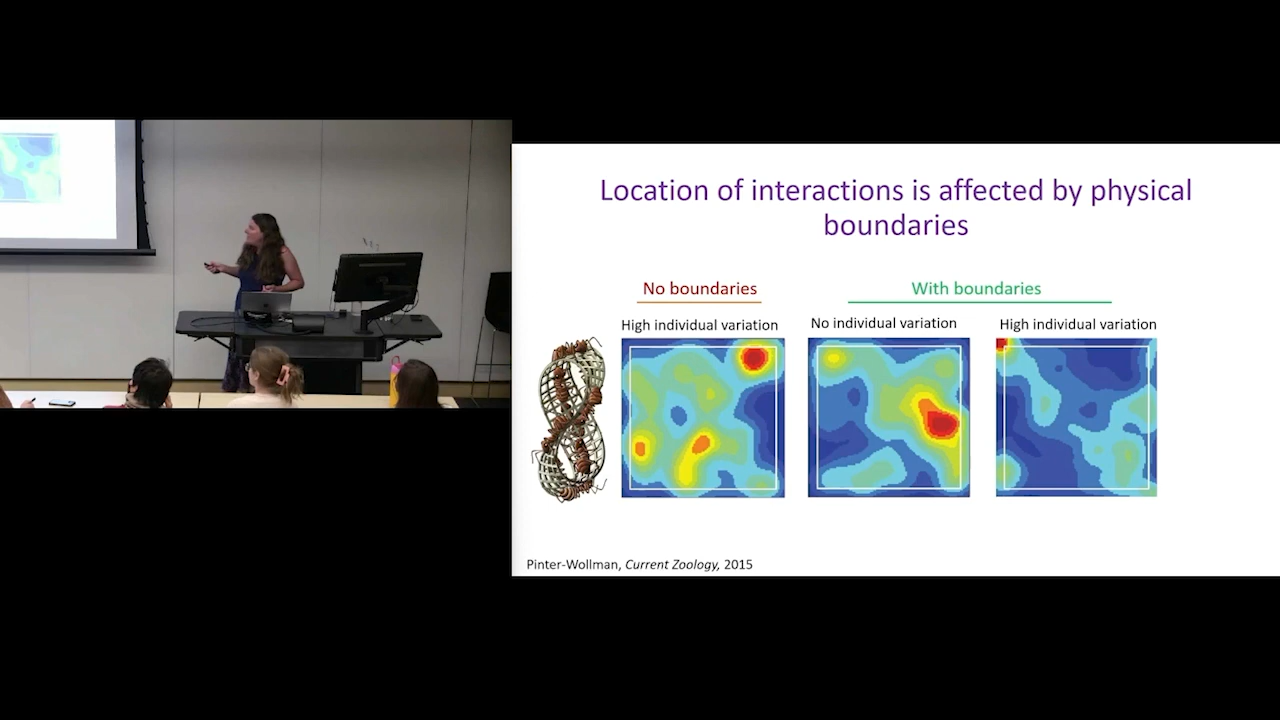 Location of interactions is affected by physical
boundaries
No boundaries
With boundaries
High individual variation
No individual variation
High individual variation
Pinter-Wollman, Current Zoology, 2015